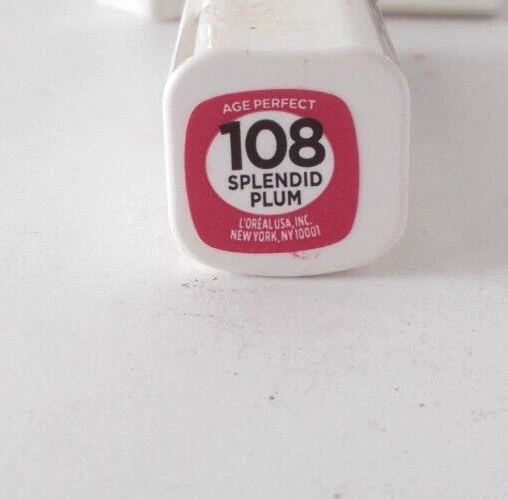 AGE PERFECT
108
SPLENDID
PLUM
L'ORÉAL USA, INC.
NEW YORK, NY 10001